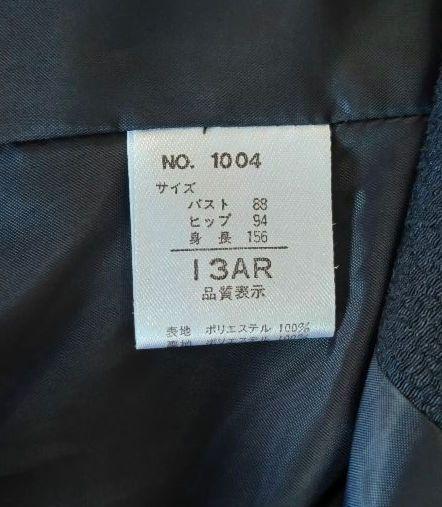 NO. 1004
サイズ
バスト 88
ヒップ 94
身長 156
13AR
品質表示
表地 ポリエステル 100%